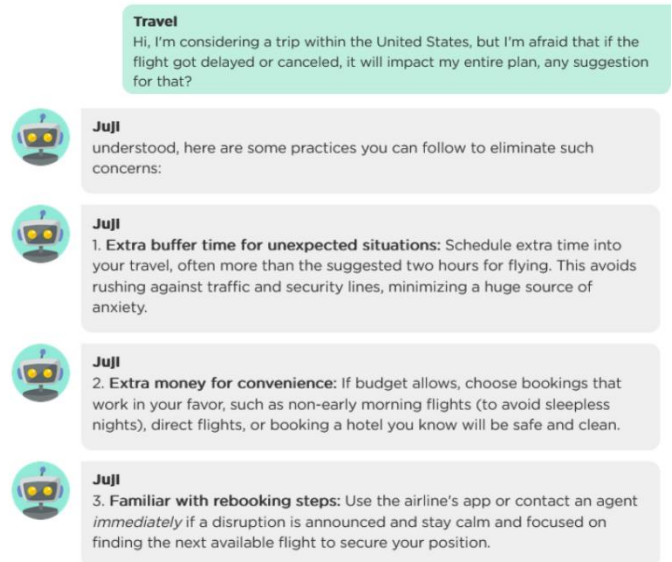 Travel
Hi, I'm considering a trip within the United States, but I'm afraid that if the
flight got delayed or canceled, it will impact my entire plan, any suggestion
for that?
Juji
understood, here are some practices you can follow to eliminate such
concerns:
Juji
1. Extra buffer time for unexpected situations: Schedule extra time into
your travel, often more than the suggested two hours for flying. This avoids
rushing against traffic and security lines, minimizing a huge source of
anxiety.
Juji
2. Extra money for convenience: If budget allows, choose bookings that
work in your favor, such as non-early morning flights (to avoid sleepless
nights), direct flights, or booking a hotel you know will be safe and clean.
Juji
3. Familiar with rebooking steps: Use the airline's app or contact an agent
immediately if a disruption is announced and stay calm and focused on
finding the next available flight to secure your position.